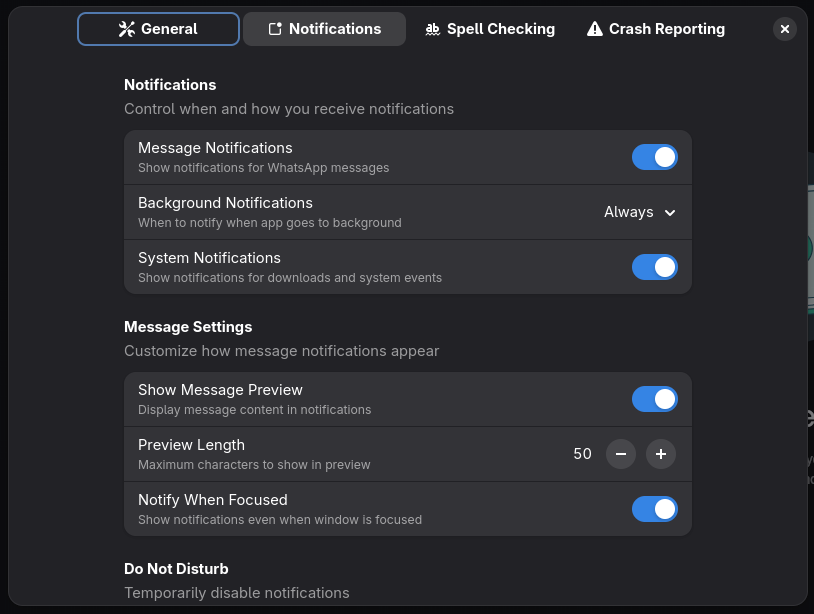 General
Notifications
Spell Checking
Crash Reporting
Notifications
Control when and how you receive notifications
Message Notifications
Show notifications for WhatsApp messages
Background Notifications
When to notify when app goes to background
Always
System Notifications
Show notifications for downloads and system events
Message Settings
Customize how message notifications appear
Show Message Preview
Display message content in notifications
Preview Length
Maximum characters to show in preview
50
Notify When Focused
Show notifications even when window is focused
Do Not Disturb
Temporarily disable notifications